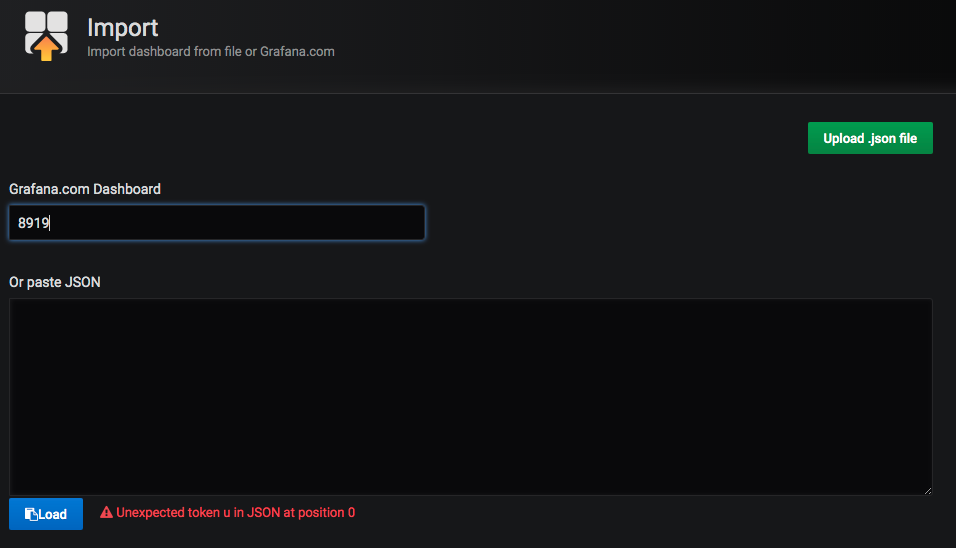 Import
Import dashboard from file or Grafana.com
Upload .json file
Grafana.com Dashboard
8919
Or paste JSON
Load
Unexpected token u in JSON at position 0